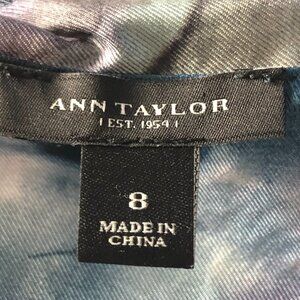 ANN TAYLOR
EST. 1954
8
MADE IN
CHINA